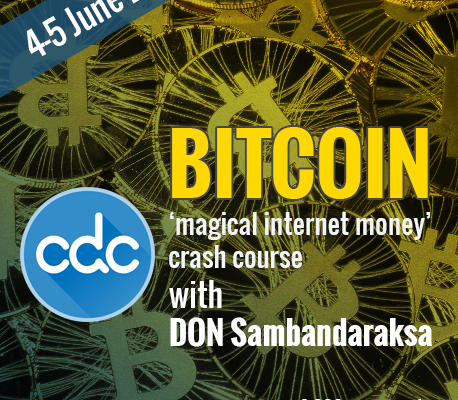 4-5 June
BITCOIN
'magical internet money'
crash course
cdc
with
DON Sambandaraksa